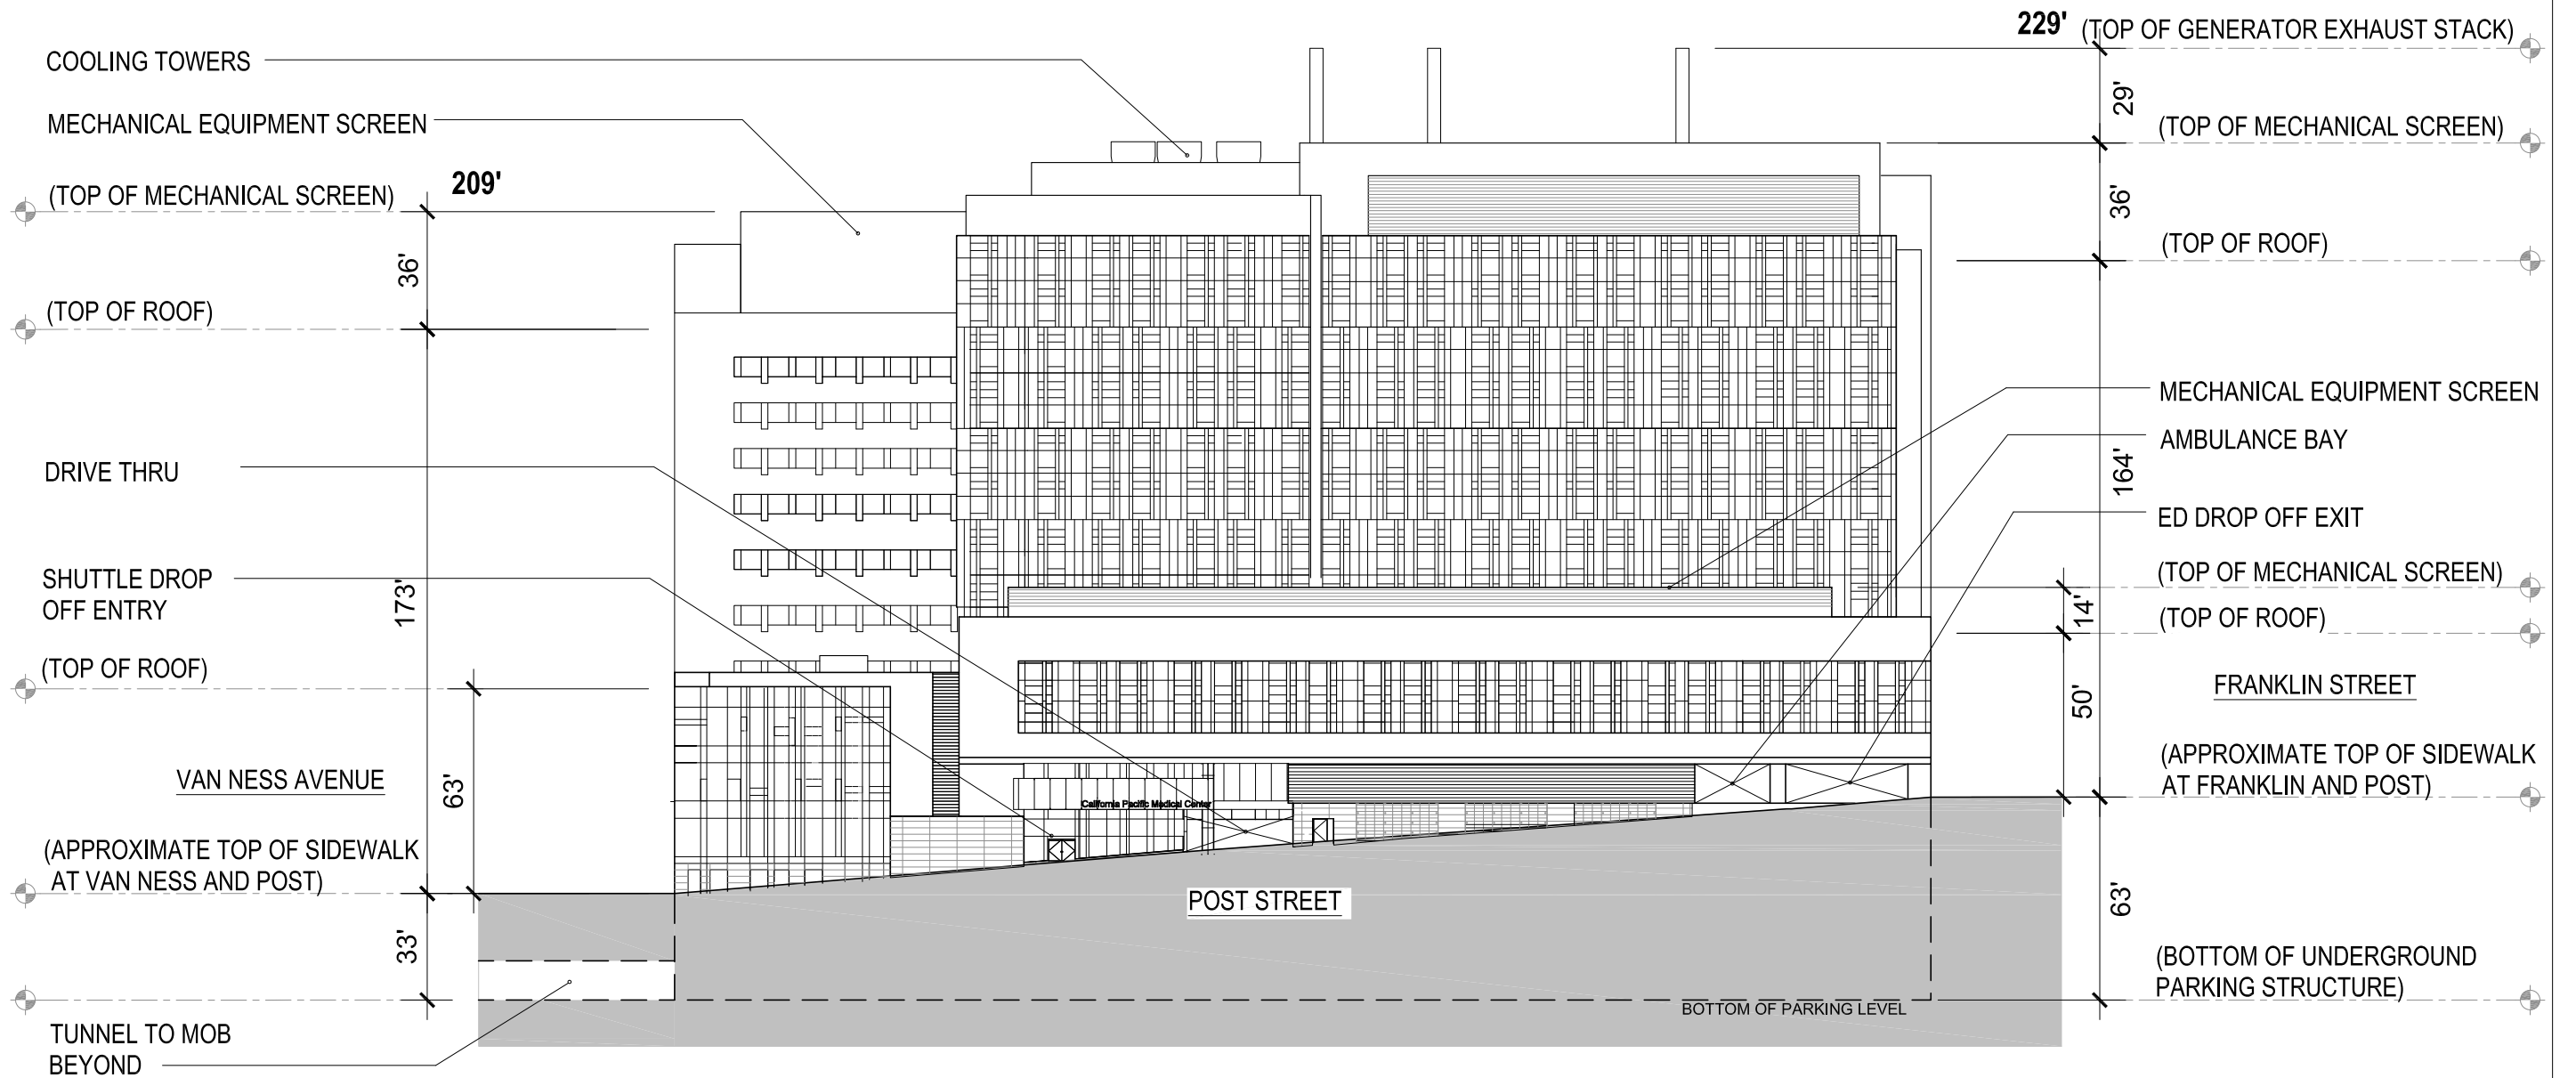 COOLING TOWERS
MECHANICAL EQUIPMENT SCREEN
(TOP OF MECHANICAL SCREEN)
209'
36'
(TOP OF ROOF)
DRIVE THRU
SHUTTLE DROP
OFF ENTRY
173'
(TOP OF ROOF)
VAN NESS AVENUE
63'
(APPROXIMATE TOP OF SIDEWALK
AT VAN NESS AND POST)
33'
TUNNEL TO MOB
BEYOND
California Pacific Medical Center
POST STREET
BOTTOM OF PARKING LEVEL
229' (TOP OF GENERATOR EXHAUST STACK)
29'
(TOP OF MECHANICAL SCREEN)
36'
(TOP OF ROOF)
MECHANICAL EQUIPMENT SCREEN
AMBULANCE BAY
164'
ED DROP OFF EXIT
(TOP OF MECHANICAL SCREEN)
14'
(TOP OF ROOF)
FRANKLIN STREET
50'
(APPROXIMATE TOP OF SIDEWALK
AT FRANKLIN AND POST)
63'
(BOTTOM OF UNDERGROUND
PARKING STRUCTURE)